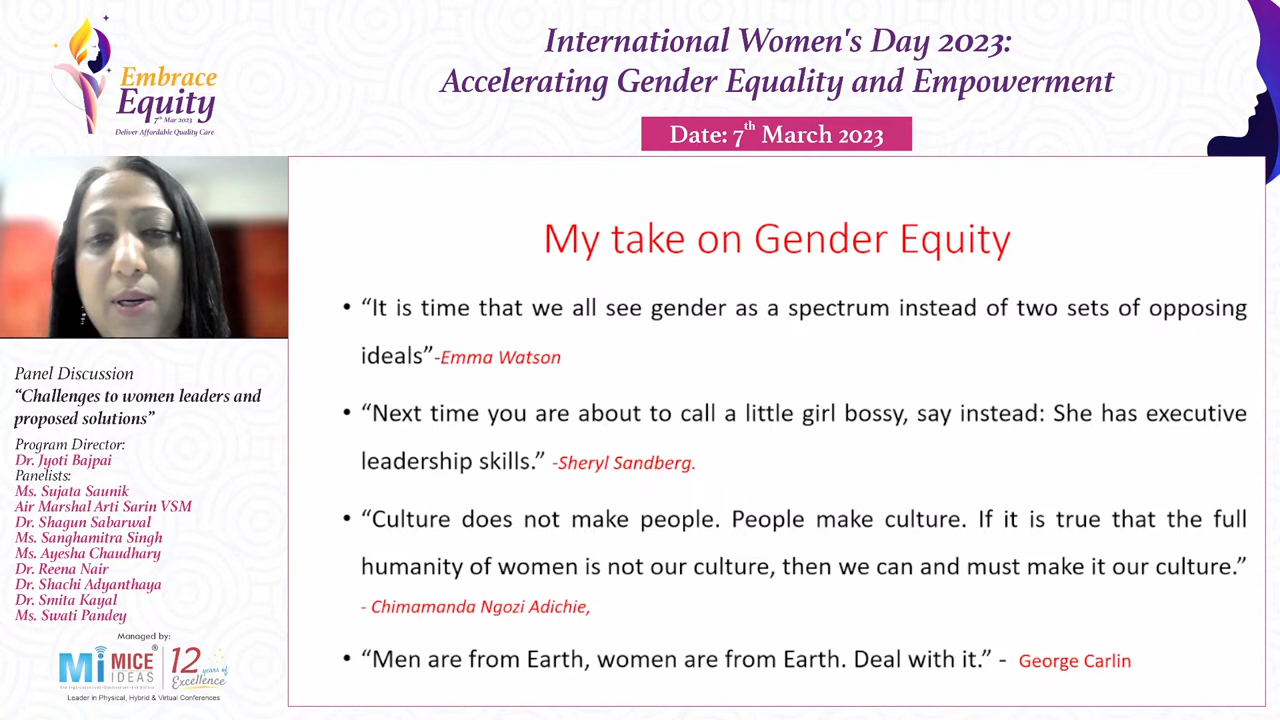 Embrace
Equity
7th Mar 2023
Deliver Affordable Quality Care
International Women's Day 2023:
Accelerating Gender Equality and Empowerment
Date: 7th March 2023
Panel Discussion
“Challenges to women leaders and
proposed solutions”
Program Director:
Dr. Jyoti Bajpai
Panelists:
Ms. Sujata Saunik
Air Marshal Arti Sarin VSM
Dr. Shagun Sabarwal
Ms. Sanghamitra Singh
Ms. Ayesha Chaudhary
Dr. Reena Nair
Dr. Shachi Adyanthaya
Dr. Smita Kayal
Ms. Swati Pandey
Managed by:
Mi MICE IDEAS®
12 years of Excellence
Leader in Physical, Hybrid & Virtual Conferences
My take on Gender Equity
• “It is time that we all see gender as a spectrum instead of two sets of opposing
ideals”-Emma Watson
• “Next time you are about to call a little girl bossy, say instead: She has executive
leadership skills.” -Sheryl Sandberg.
• “Culture does not make people. People make culture. If it is true that the full
humanity of women is not our culture, then we can and must make it our culture.”
- Chimamanda Ngozi Adichie,
• “Men are from Earth, women are from Earth. Deal with it.” - George Carlin